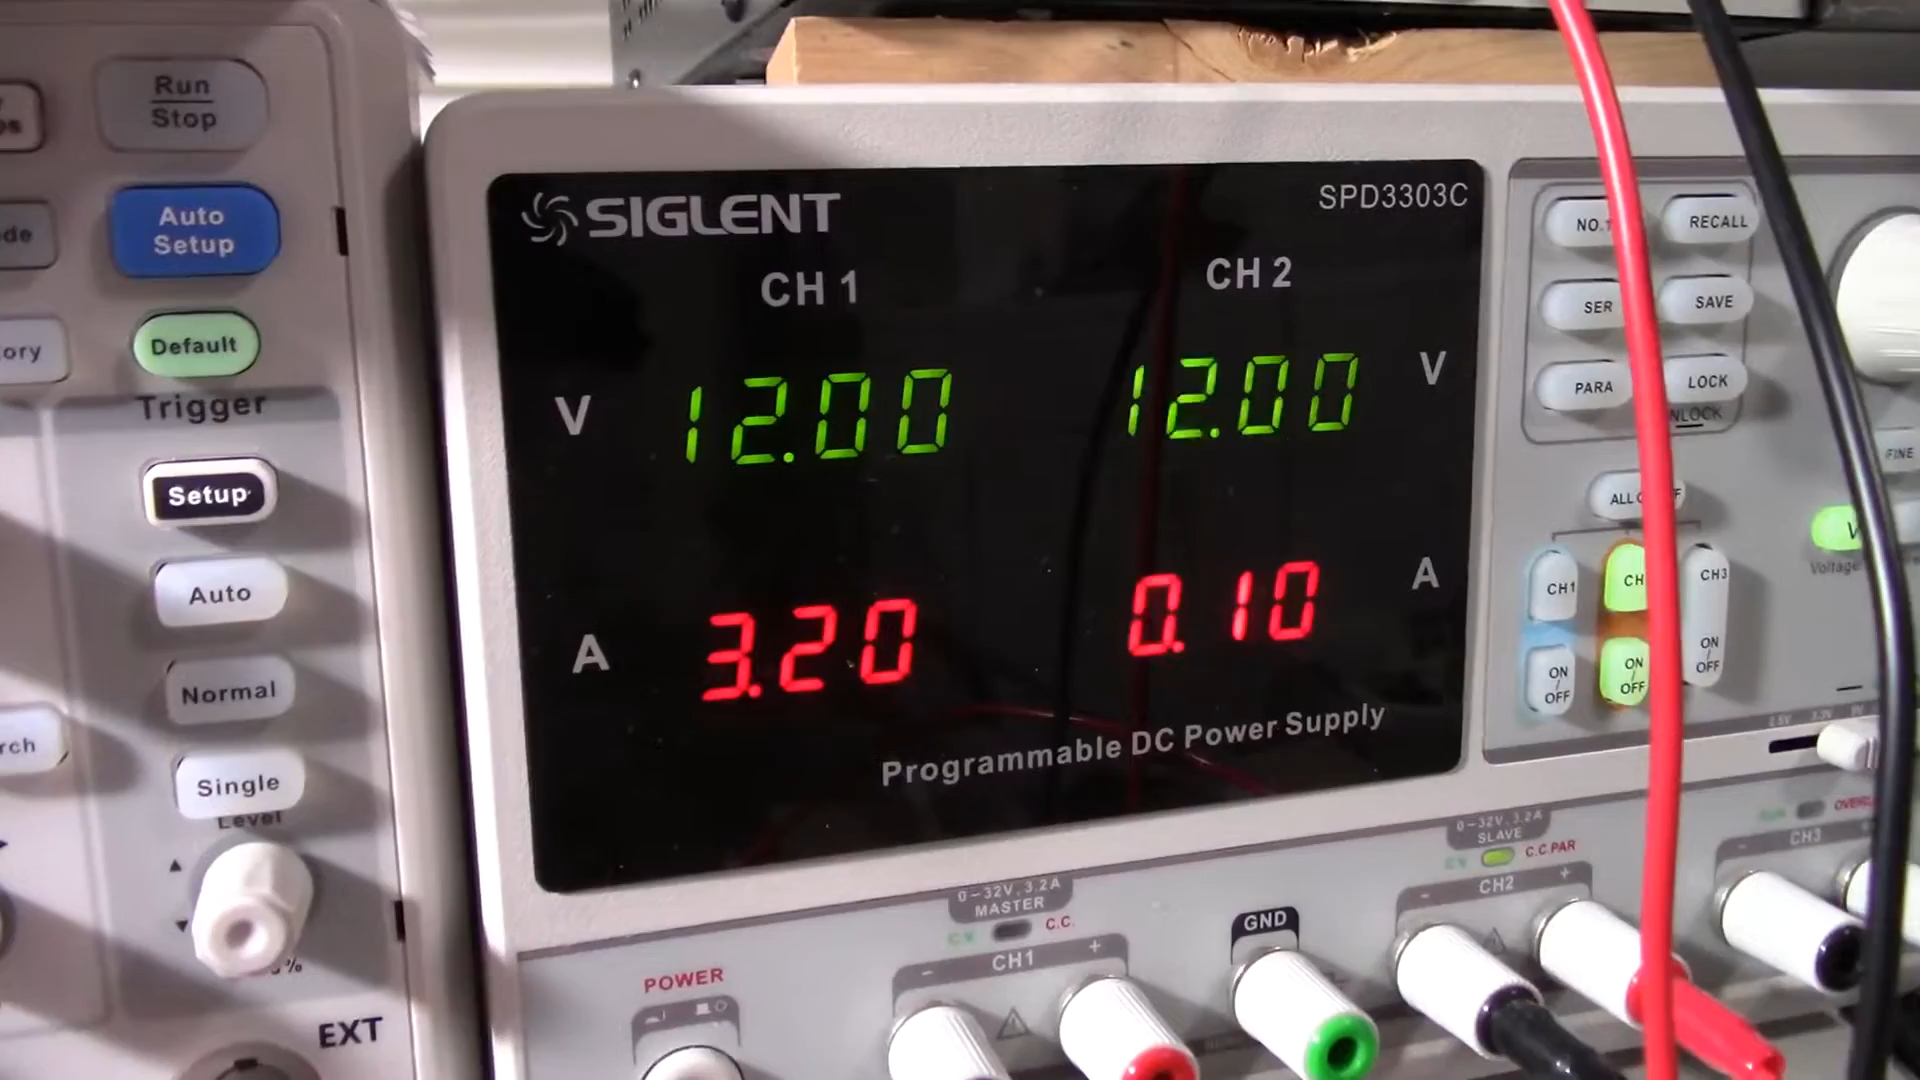 Run
Stop
Auto
Setup
Default
Trigger
Setup
Auto
Normal
Single
Level
EXT
SIGLENT
SPD3303C
CH 1
CH 2
V
12.00
12.00
V
A
3.20
0.10
A
Programmable DC Power Supply
RECALL
SER
SAVE
PARA
LOCK
FINE
CH1
CH3
ON
OFF
ON
OFF
ON
OFF
Voltage
POWER
0-32V, 3.2A
MASTER
C.V.
C.C.
- CH1 +
GND
0-32V, 3.2A
SLAVE
C.V.
C.C.PAR
- CH2 +
- CH3